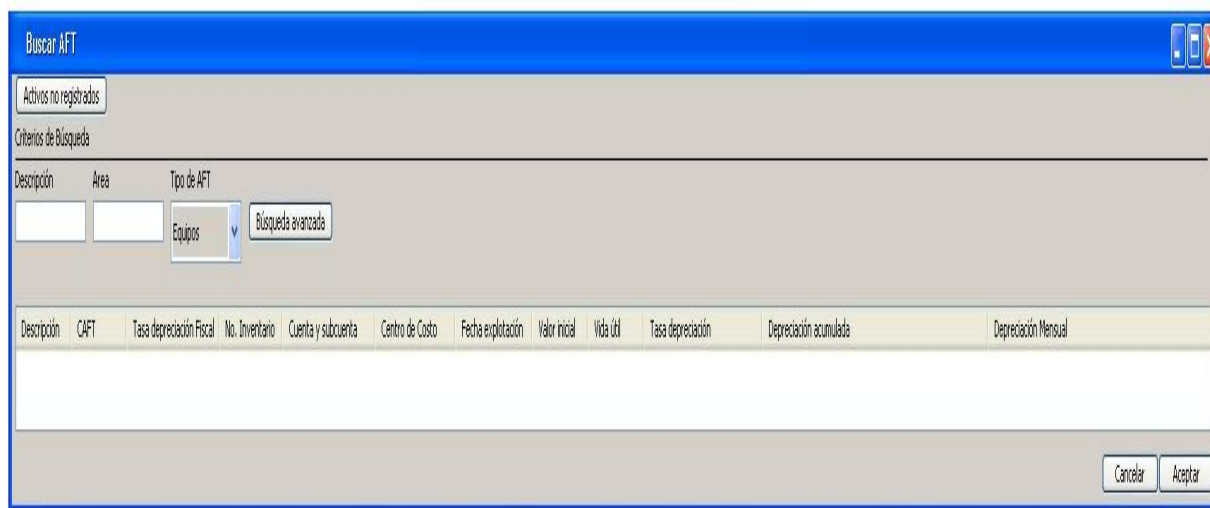 Buscar AFT
Activos no registrados
Criterios de Búsqueda
Descripción Area Tipo de AFT
Equipos Búsqueda avanzada
Descripción CAFT Tasa depreciación Fiscal No. Inventario Cuenta y subcuenta Centro de Costo Fecha explotación Valor inicial Vida útil Tasa depreciación Depreciación acumulada Depreciación Mensual
Cancelar Aceptar